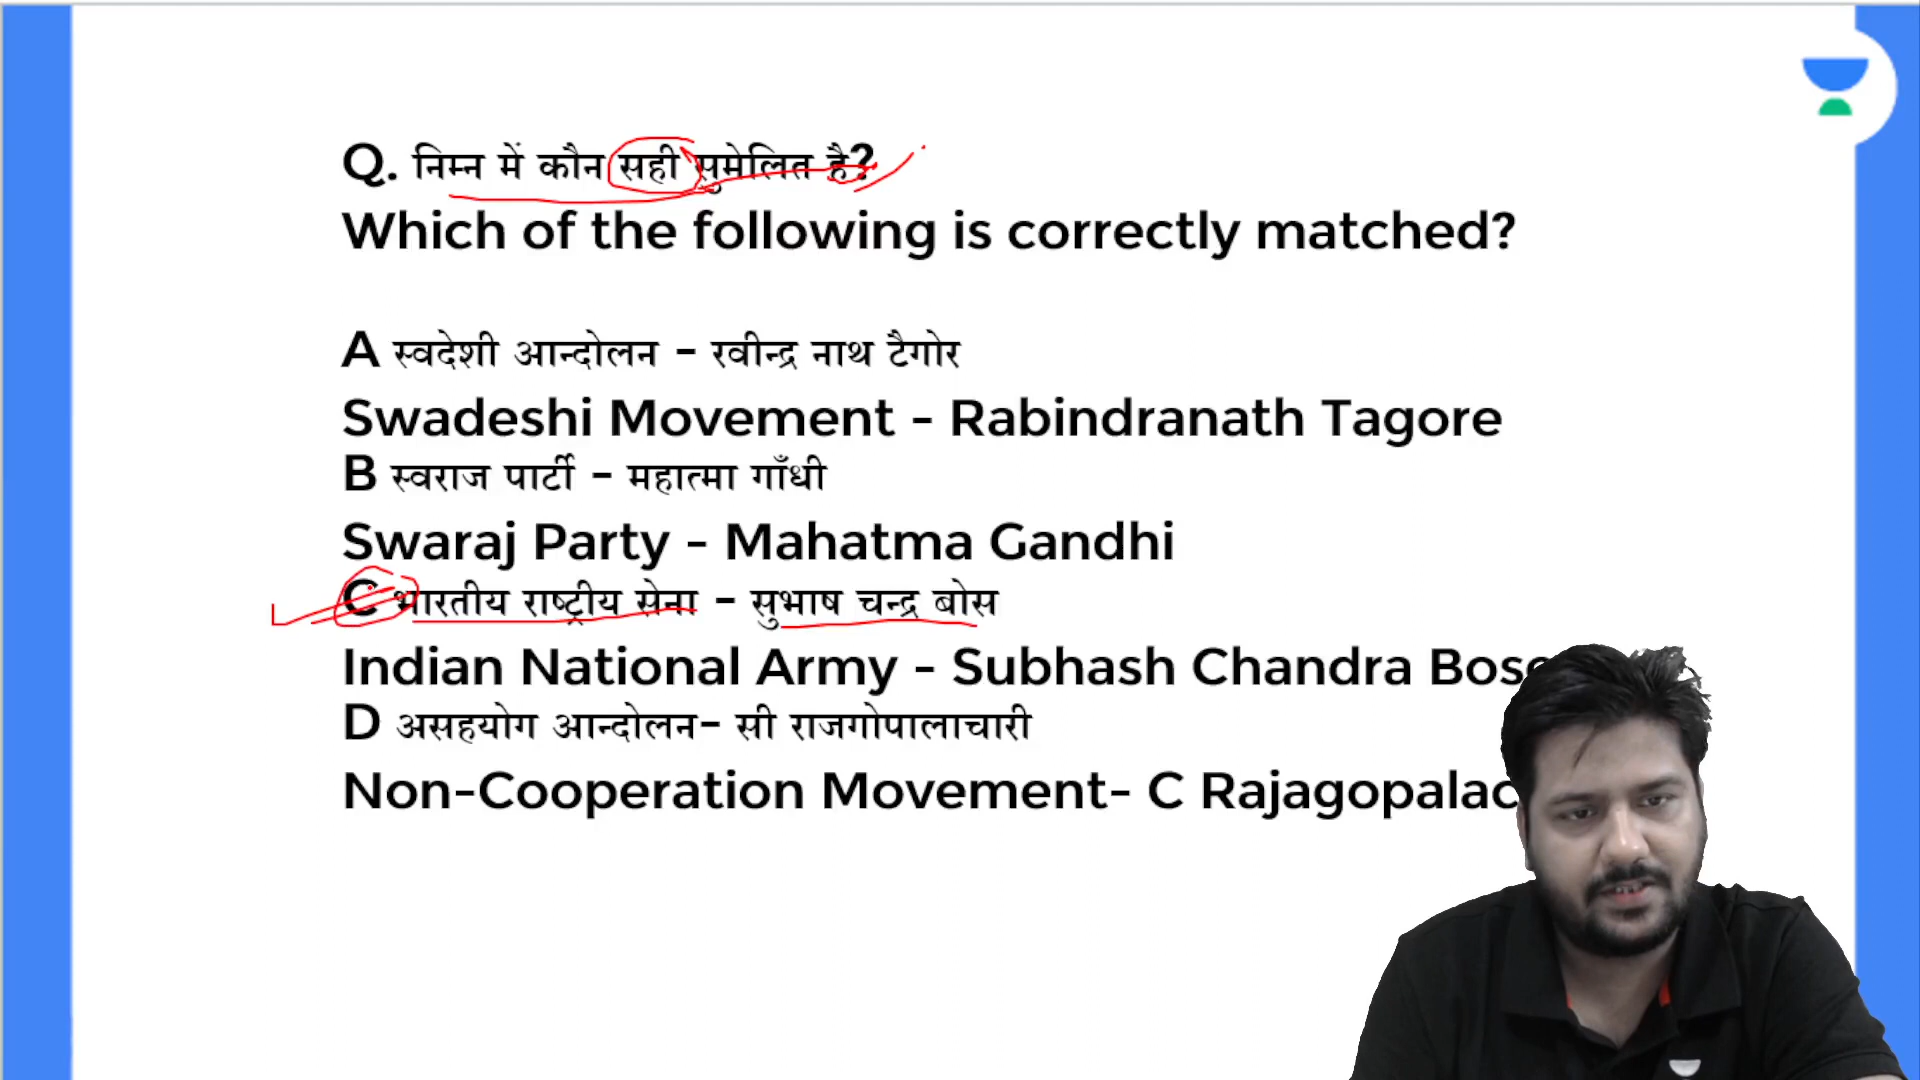 Q. निम्न में कौन सही सुमेलित है?
Which of the following is correctly matched?
A स्वदेशी आन्दोलन - रवीन्द्र नाथ टैगोर
Swadeshi Movement - Rabindranath Tagore
B स्वराज पार्टी - महात्मा गाँधी
Swaraj Party - Mahatma Gandhi
C भारतीय राष्ट्रीय सेना - सुभाष चन्द्र बोस
Indian National Army - Subhash Chandra Bose
D असहयोग आन्दोलन- सी राजगोपालाचारी
Non-Cooperation Movement- C Rajagopalac